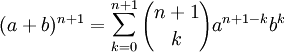 $(a+b)^{n+1} = \sum_{k=0}^{n+1} \binom{n+1}{k} a^{n+1-k} b^k$